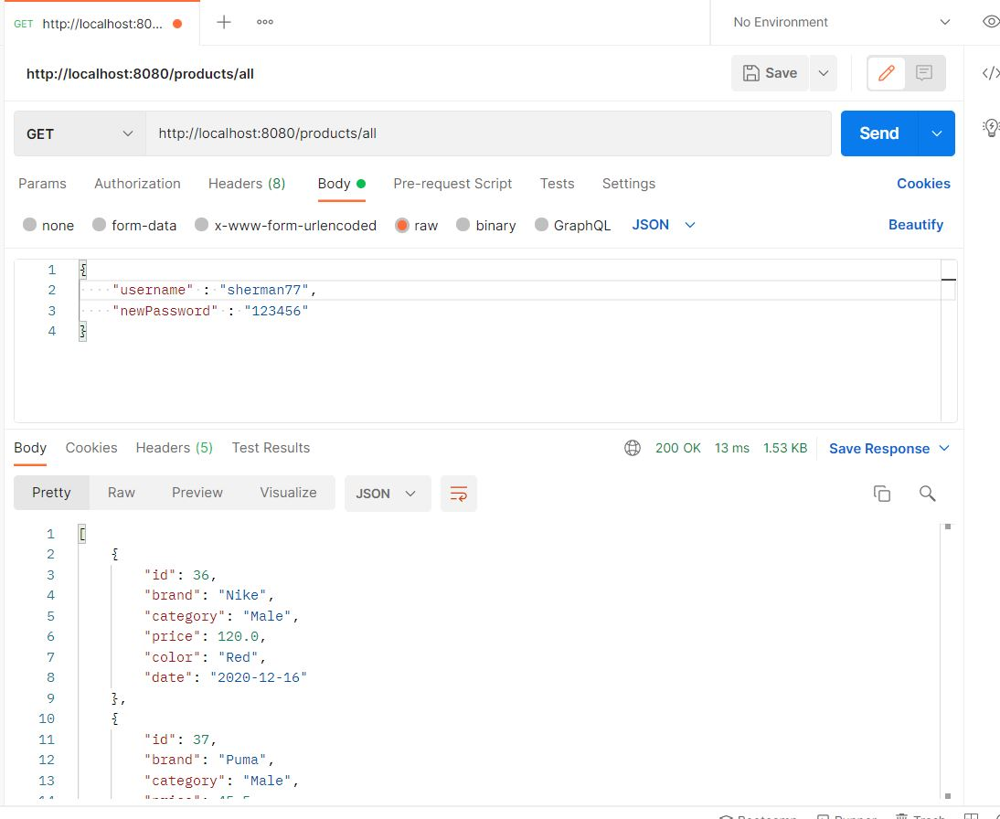 GET http://localhost:80...
No Environment
http://localhost:8080/products/all
Save
GET
http://localhost:8080/products/all
Send
Params Authorization Headers (8) Body Pre-request Script Tests Settings Cookies
none form-data x-www-form-urlencoded raw binary GraphQL JSON Beautify
1 {
2 "username" : "sherman77",
3 "newPassword" : "123456"
4 }
Body Cookies Headers (5) Test Results 200 OK 13 ms 1.53 KB Save Response
Pretty Raw Preview Visualize JSON
1 [
2 {
3 "id": 36,
4 "brand": "Nike",
5 "category": "Male",
6 "price": 120.0,
7 "color": "Red",
8 "date": "2020-12-16"
9 },
10 {
11 "id": 37,
12 "brand": "Puma",
13 "category": "Male",
Bootcamp Runner Trash